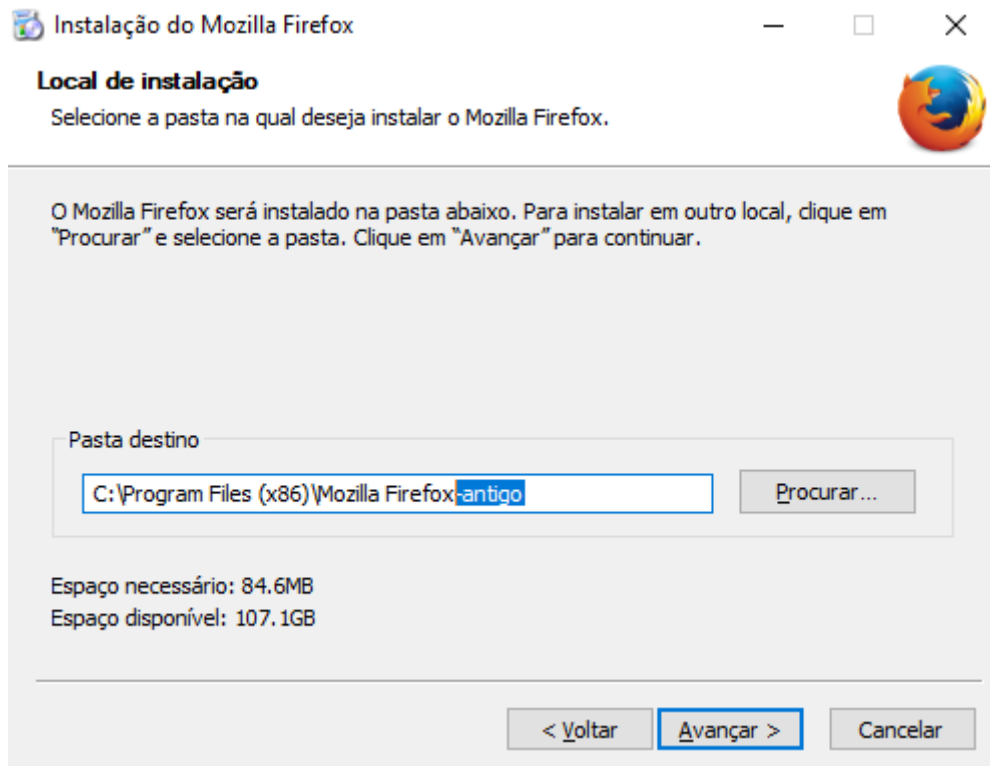 Instalação do Mozilla Firefox
Local de instalação
Selecione a pasta na qual deseja instalar o Mozilla Firefox.
O Mozilla Firefox será instalado na pasta abaixo. Para instalar em outro local, clique em
“Procurar” e selecione a pasta. Clique em “Avançar” para continuar.
Pasta destino
C:\Program Files (x86)\Mozilla Firefox-antigo
Procurar...
Espaço necessário: 84.6MB
Espaço disponível: 107.1GB
< Voltar
Avançar >
Cancelar